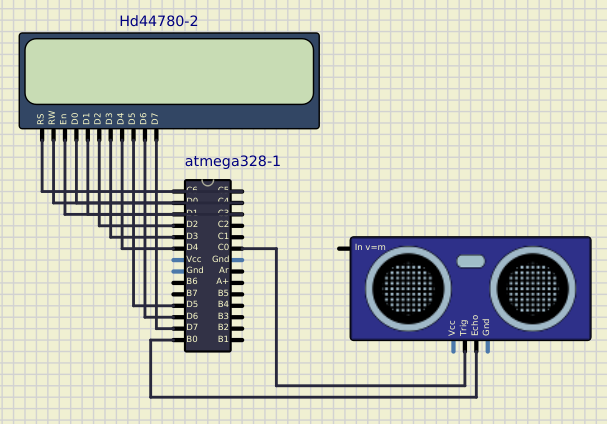 Hd44780-2
RS RW En D0 D1 D2 D3 D4 D5 D6 D7
atmega328-1
C6 C5
D0 C4
D1 C3
D2 C2
D3 C1
D4 C0
Vcc Gnd
Gnd Ar
B6 A+
B7 B5
D5 B4
D6 B3
D7 B2
B0 B1
In v=m
Vcc Trig Echo Gnd